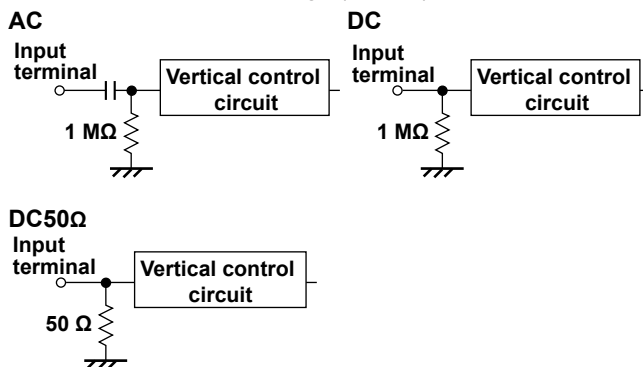 AC
Input
terminal
Vertical control
circuit
1 MΩ
DC
Input
terminal
Vertical control
circuit
1 MΩ
DC50Ω
Input
terminal
Vertical control
circuit
50 Ω